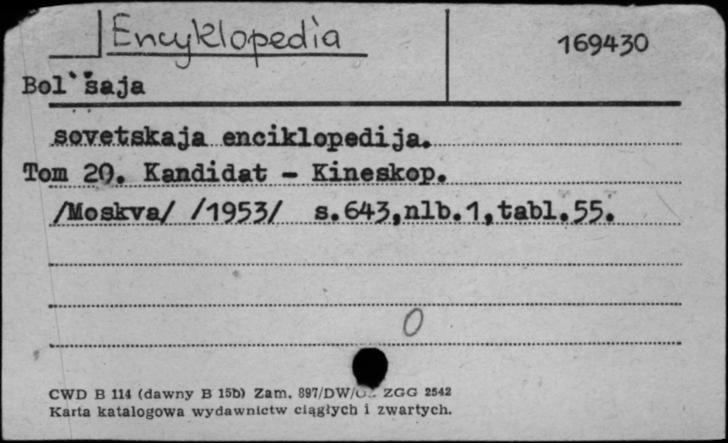 Encyklopedia
169430
Bol`šaja
sovetskaja enciklopedija.
Tom 20. Kandidat - Kineskop.
/Moskva/ /1953/ s.643,nlb.1,tabl.55.
0
CWD B 114 (dawny B 15b) Zam. 897/DW/ ZGG 2542
Karta katalogowa wydawnictw ciągłych i zwartych.